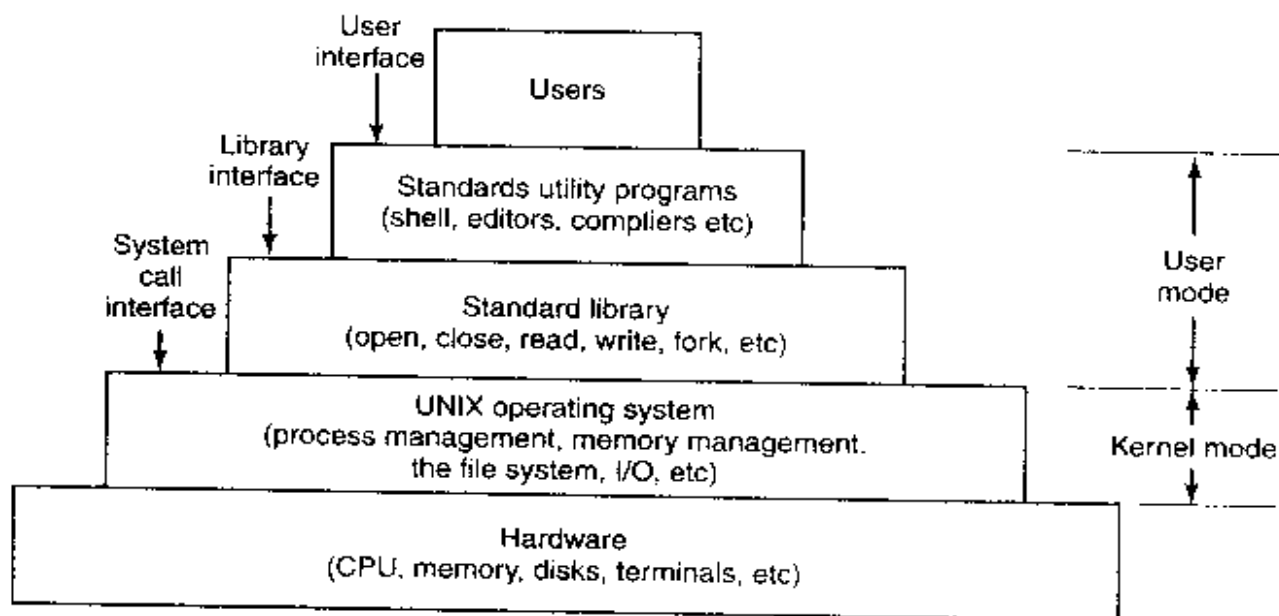 User
interface
Users
Library
interface
Standards utility programs
(shell, editors. compliers etc)
System
call
interface
User
mode
Standard library
(open, close, read, write, fork, etc)
UNIX operating system
(process management, memory management.
the file system, I/O, etc)
Kernel mode
Hardware
(CPU, memory, disks, terminals, etc)